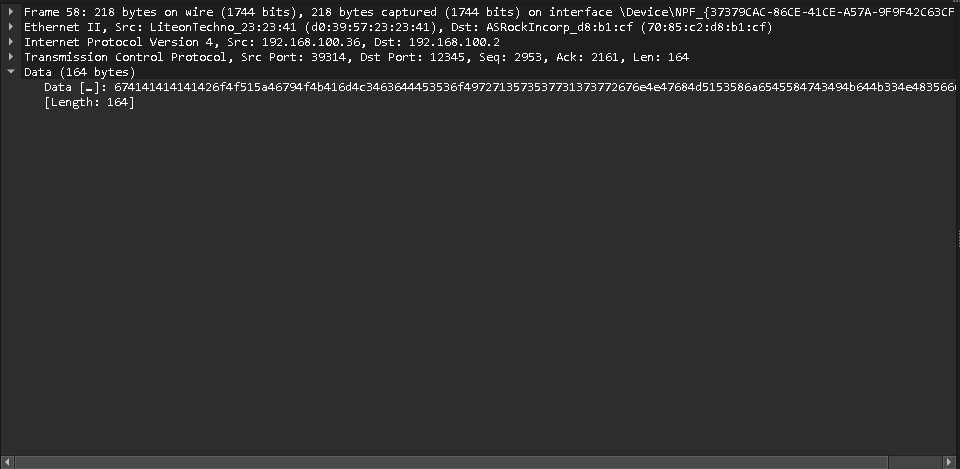 Frame 58: 218 bytes on wire (1744 bits), 218 bytes captured (1744 bits) on interface \Device\NPF_{37379CAC-86CE-41CE-A57A-9F9F42C63CF
Ethernet II, Src: LiteonTechno_23:23:41 (d0:39:57:23:23:41), Dst: ASRockIncorp_d8:b1:cf (70:85:c2:d8:b1:cf)
Internet Protocol Version 4, Src: 192.168.100.36, Dst: 192.168.100.2
Transmission Control Protocol, Src Port: 39314, Dst Port: 12345, Seq: 2953, Ack: 2161, Len: 164
Data (164 bytes)
Data […]: 674141414141426f4f515a46794f4b416d4c3463644453536f49727135735377313737726 76e4e47684d5153586a6545584743494b644b334e483566
[Length: 164]